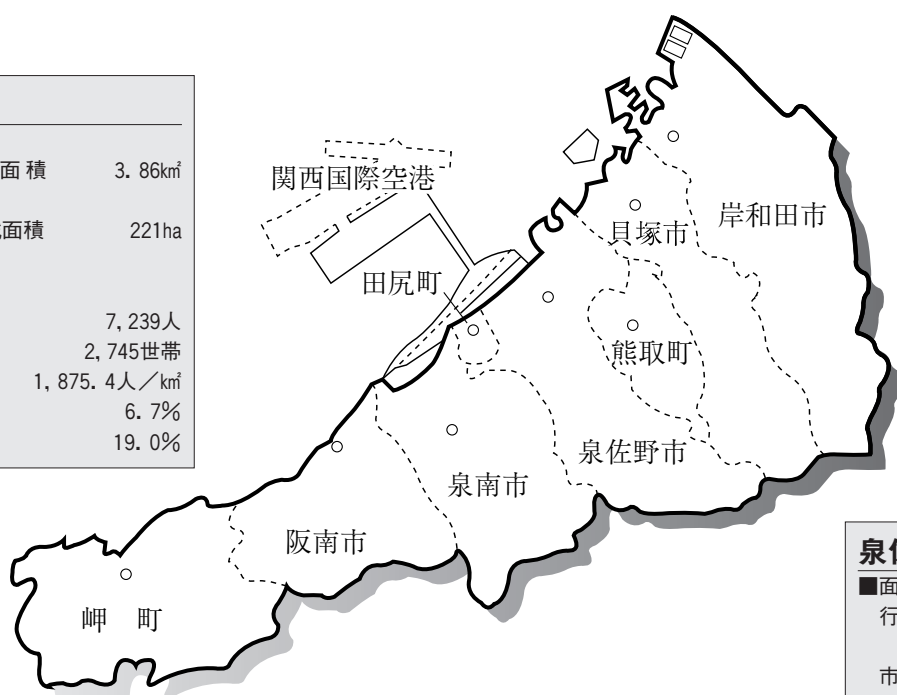 面 積 3. 86㎢
面積 221ha
7, 239人
2, 745世帯
1, 875. 4人／㎢
6. 7%
19. 0%
関西国際空港
田尻町
貝塚市
岸和田市
熊取町
泉佐野市
泉南市
阪南市
岬 町
泉佐
■面
行
市